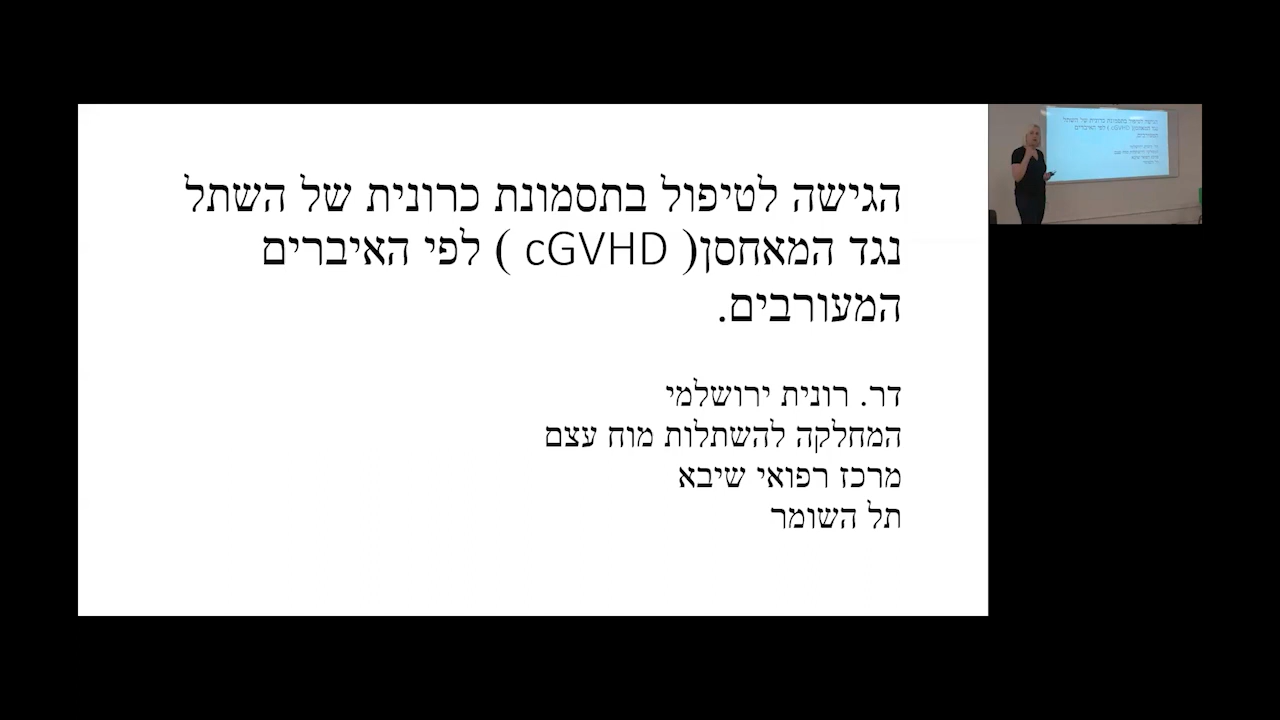 הגישה לטיפול בתסמונת כרונית של השתל
נגד המאחסן( cGVHD ) לפי האיברים
המעורבים.
דר. רונית ירושלמי
המחלקה להשתלות מוח עצם
מרכז רפואי שיבא
תל השומר